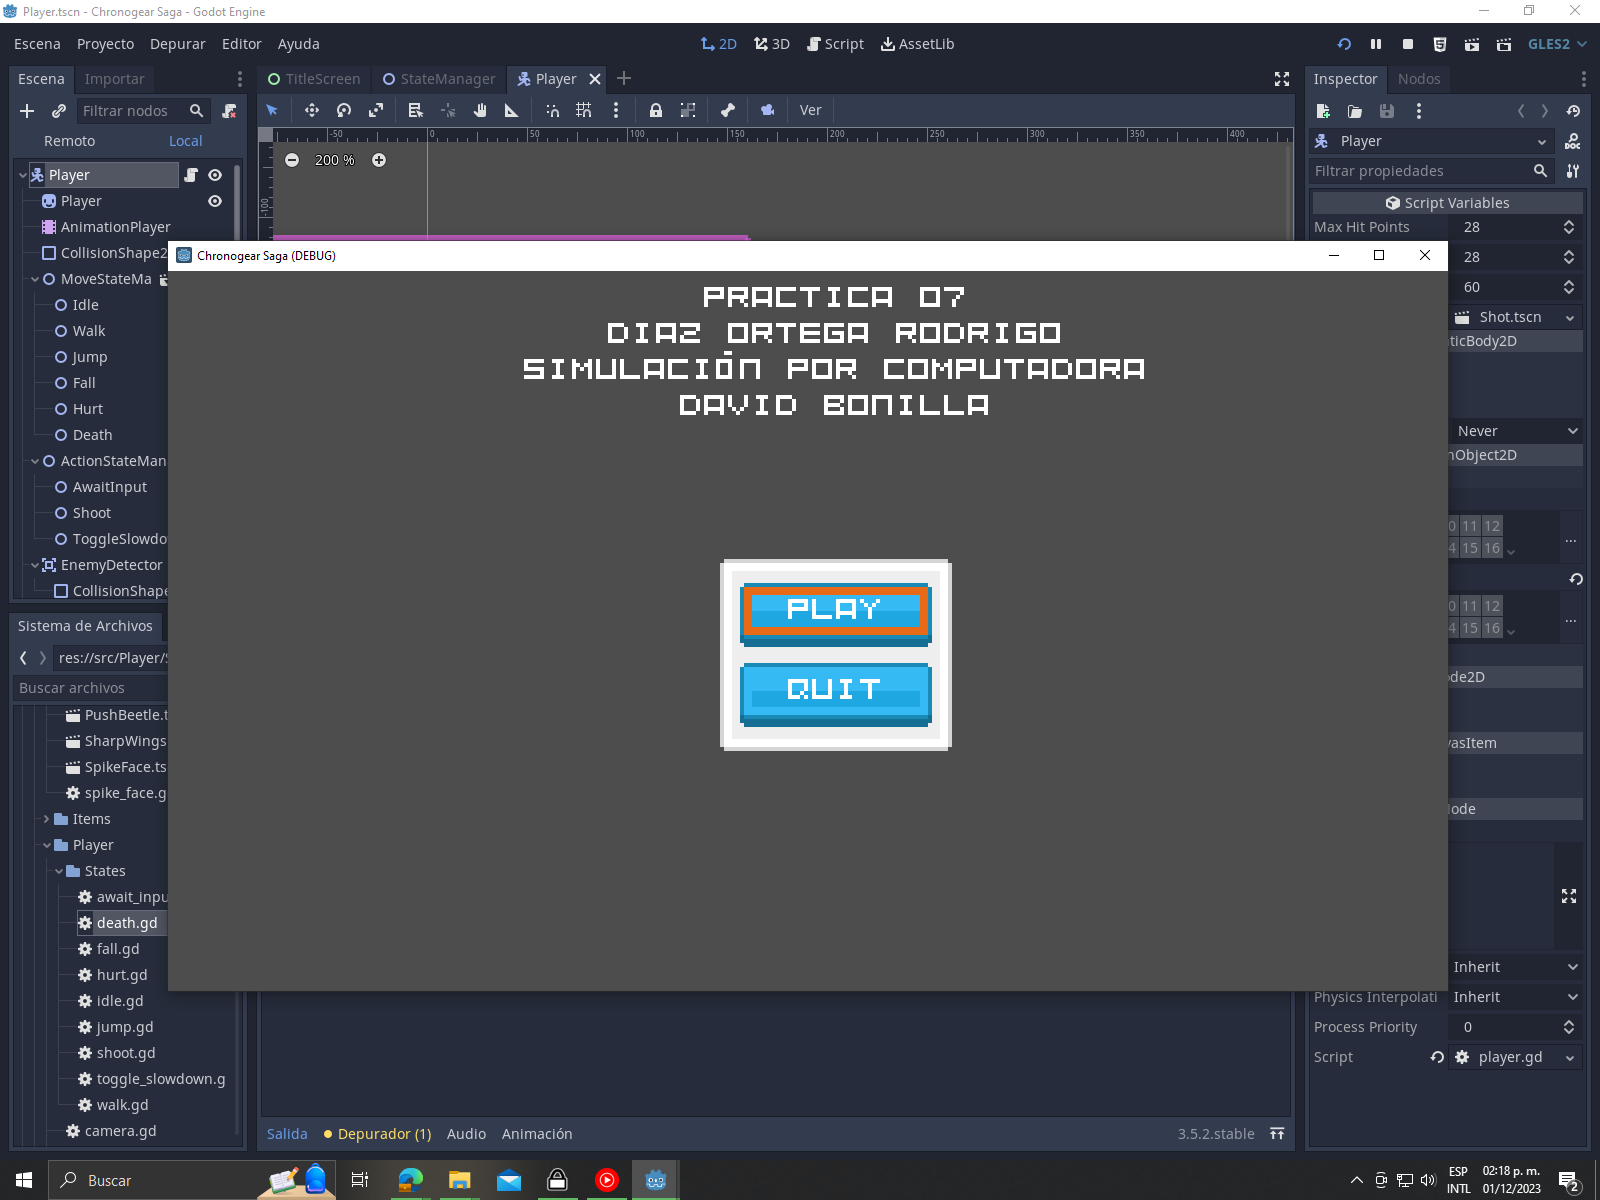 Player.tscn - Chronogear Saga - Godot Engine
Escena Proyecto Depurar Editor Ayuda 2D 3D Script AssetLib GLES2
Escena Importar
TitleScreen StateManager Player
Inspector Nodos
Filtrar nodos
Ver
Remoto Local
-50 0 50 100 150 200 250 300 350 400
200 %
-100
Player
Filtrar propiedades
Script Variables
Max Hit Points 28
28
60
Shot.tscn
ticBody2D
Never
nObject2D
0 11 12
4 15 16
0 11 12
4 15 16
ode2D
vasItem
Node
Inherit
Physics Interpolati Inherit
Process Priority 0
Script player.gd
Player
Player
AnimationPlayer
CollisionShape2
MoveStateMa
Idle
Walk
Jump
Fall
Hurt
Death
ActionStateMan
AwaitInput
Shoot
ToggleSlowdo
EnemyDetector
CollisionShape
Sistema de Archivos
res://src/Player/S
Buscar archivos
PushBeetle.t
SharpWings
SpikeFace.ts
spike_face.g
Items
Player
States
await_inpu
death.gd
fall.gd
hurt.gd
idle.gd
jump.gd
shoot.gd
toggle_slowdown.g
walk.gd
camera.gd
Chronogear Saga (DEBUG)
PRACTICA 07
DIAZ ORTEGA RODRIGO
SIMULACIÓN POR COMPUTADORA
DAVID BONILLA
PLAY
QUIT
Salida Depurador (1) Audio Animación 3.5.2.stable
Buscar
ESP
INTL
02:18 p. m.
01/12/2023
2